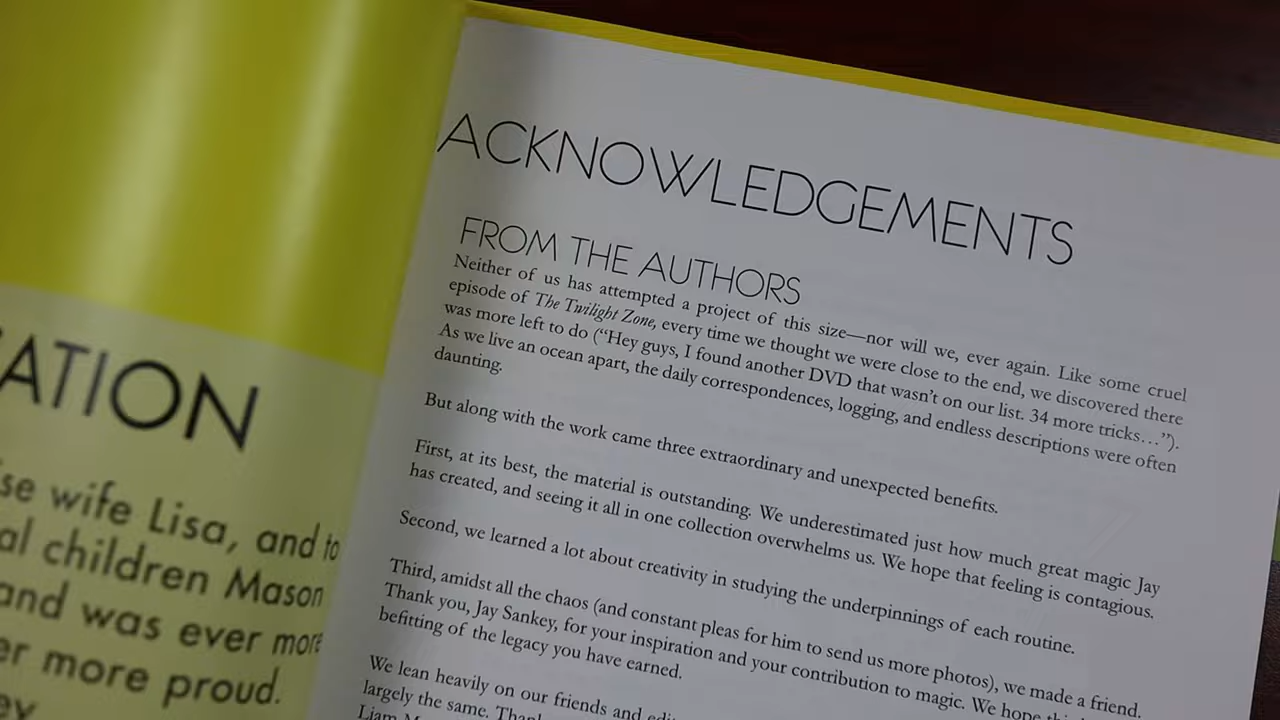 ATION
se wife Lisa, and to
al children Mason
and was ever more
er more proud.
ey
ACKNOWLEDGEMENTS
FROM THE AUTHORS
Neither of us has attempted a project of this size—nor will we, ever again. Like some cruel
episode of The Twilight Zone, every time we thought we were close to the end, we discovered there
was more left to do (“Hey guys, I found another DVD that wasn’t on our list. 34 more tricks…”).
As we live an ocean apart, the daily correspondences, logging, and endless descriptions were often
daunting.
But along with the work came three extraordinary and unexpected benefits.
First, at its best, the material is outstanding. We underestimated just how much great magic Jay
has created, and seeing it all in one collection overwhelms us. We hope that feeling is contagious.
Second, we learned a lot about creativity in studying the underpinnings of each routine.
Third, amidst all the chaos (and constant pleas for him to send us more photos), we made a friend.
Thank you, Jay Sankey, for your inspiration and your contribution to magic. We hope
befitting of the legacy you have earned.
We lean heavily on our friends and
largely the same.
Liam